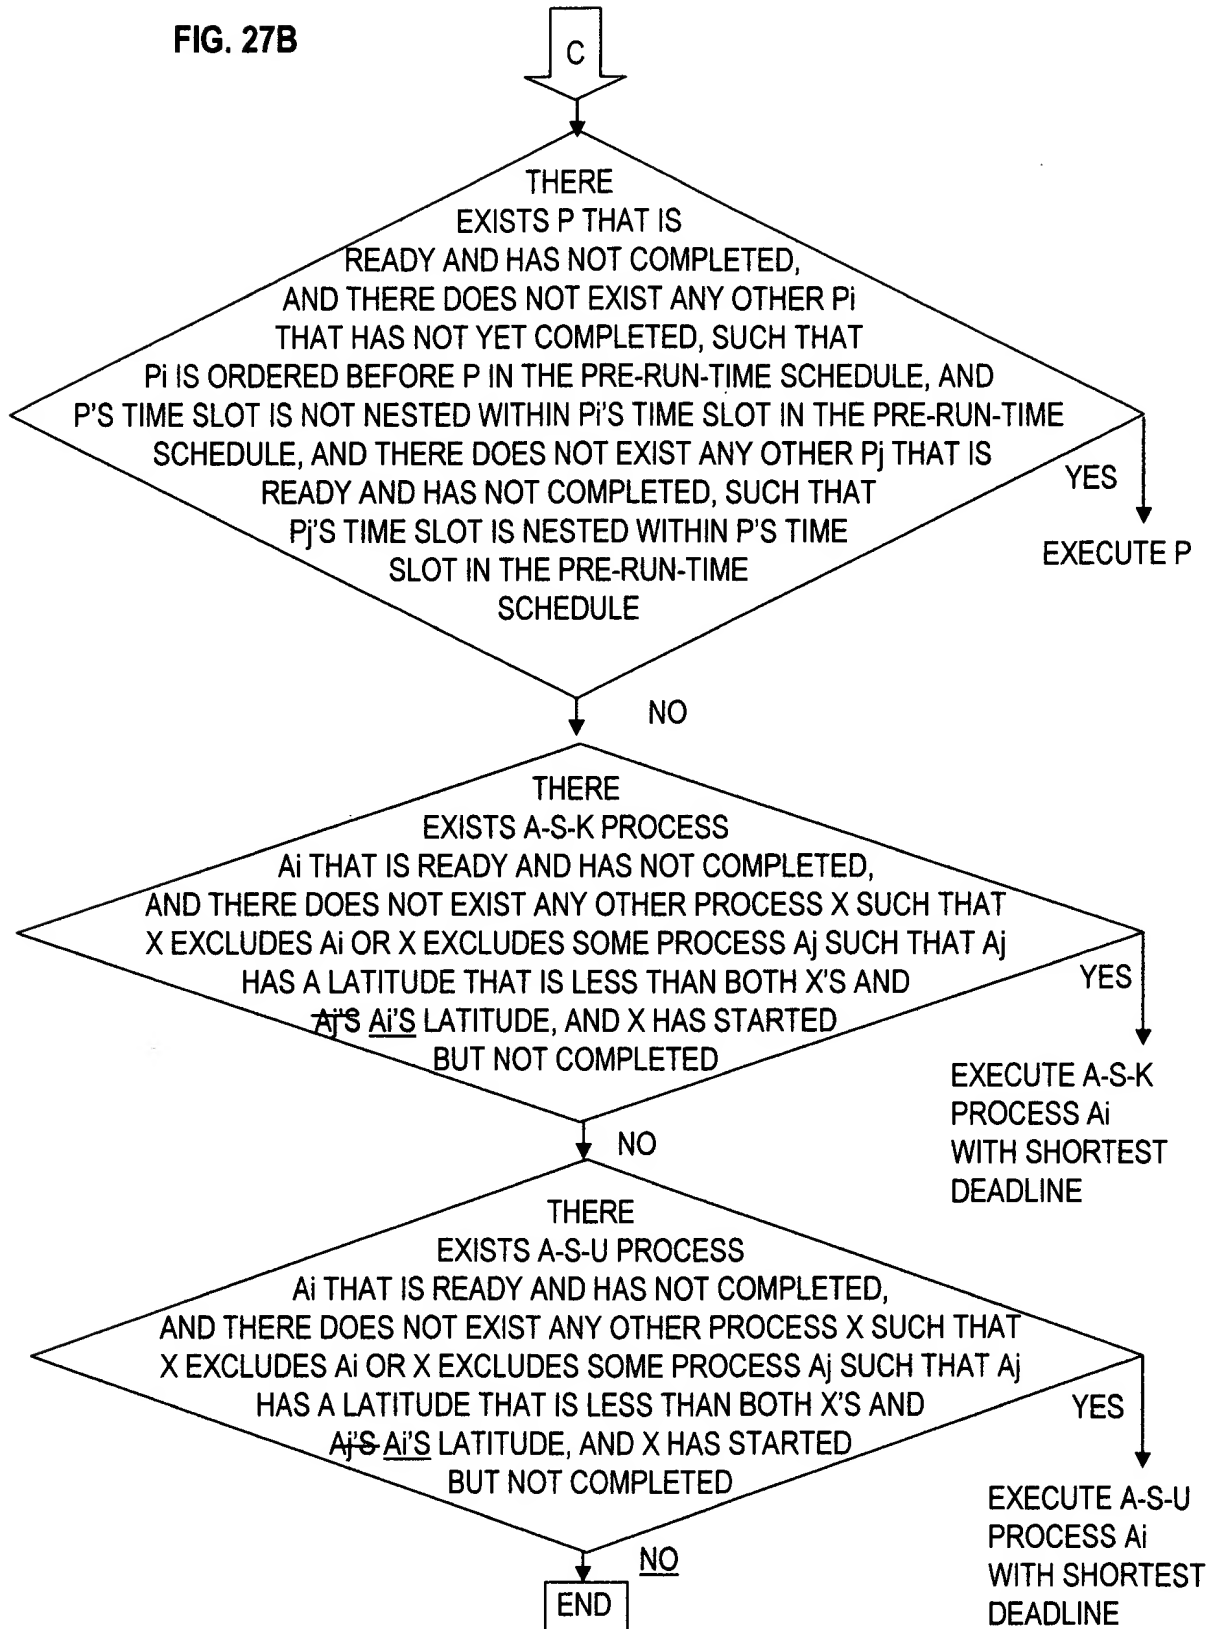 FIG. 27B
C
THERE
EXISTS P THAT IS
READY AND HAS NOT COMPLETED,
AND THERE DOES NOT EXIST ANY OTHER Pi
THAT HAS NOT YET COMPLETED, SUCH THAT
Pi IS ORDERED BEFORE P IN THE PRE-RUN-TIME SCHEDULE, AND
P'S TIME SLOT IS NOT NESTED WITHIN Pi'S TIME SLOT IN THE PRE-RUN-TIME
SCHEDULE, AND THERE DOES NOT EXIST ANY OTHER Pj THAT IS
READY AND HAS NOT COMPLETED, SUCH THAT
Pj'S TIME SLOT IS NESTED WITHIN P'S TIME
SLOT IN THE PRE-RUN-TIME
SCHEDULE
YES
EXECUTE P
NO
THERE
EXISTS A-S-K PROCESS
Ai THAT IS READY AND HAS NOT COMPLETED,
AND THERE DOES NOT EXIST ANY OTHER PROCESS X SUCH THAT
X EXCLUDES Ai OR X EXCLUDES SOME PROCESS Aj SUCH THAT Aj
HAS A LATITUDE THAT IS LESS THAN BOTH X'S AND
Aj'S Ai'S LATITUDE, AND X HAS STARTED
BUT NOT COMPLETED
YES
EXECUTE A-S-K
PROCESS Ai
WITH SHORTEST
DEADLINE
NO
THERE
EXISTS A-S-U PROCESS
Ai THAT IS READY AND HAS NOT COMPLETED,
AND THERE DOES NOT EXIST ANY OTHER PROCESS X SUCH THAT
X EXCLUDES Ai OR X EXCLUDES SOME PROCESS Aj SUCH THAT Aj
HAS A LATITUDE THAT IS LESS THAN BOTH X'S AND
Aj'S Ai'S LATITUDE, AND X HAS STARTED
BUT NOT COMPLETED
YES
EXECUTE A-S-U
PROCESS Ai
WITH SHORTEST
DEADLINE
NO
END